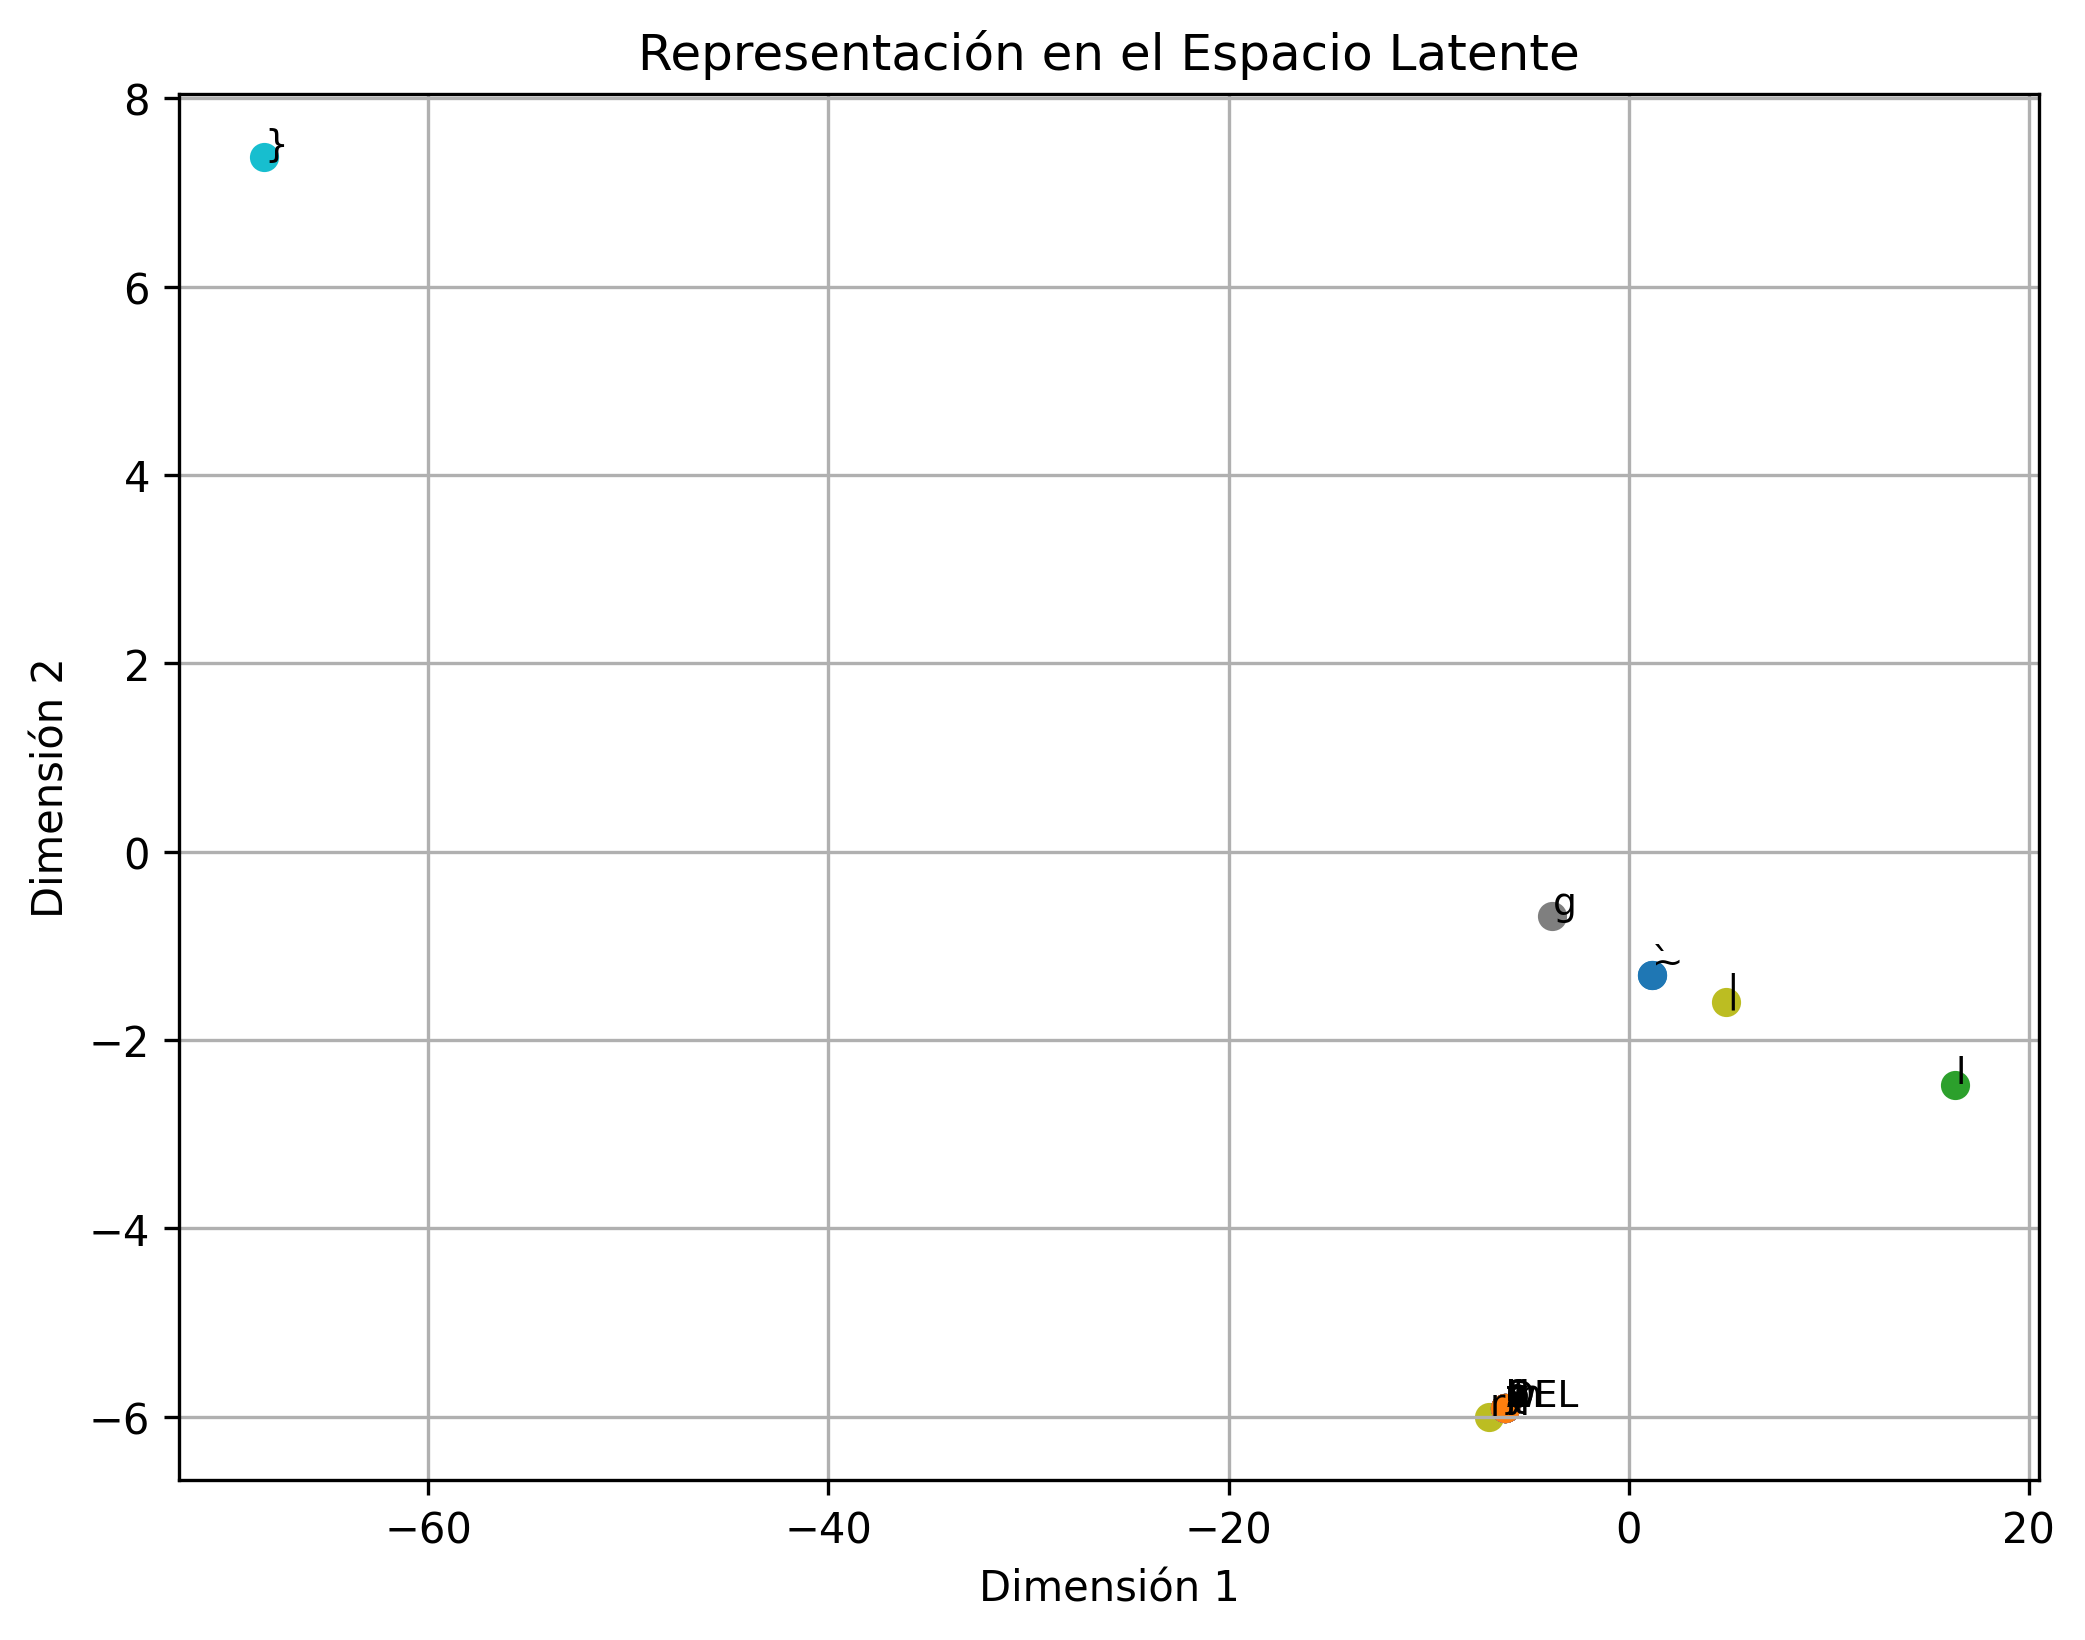 Representación en el Espacio Latente
8
}
6
4
2
0
g
`
~
|
−2
l
−4
DEL
−6
−60
−40
−20
0
20
Dimensión 1
Dimensión 2